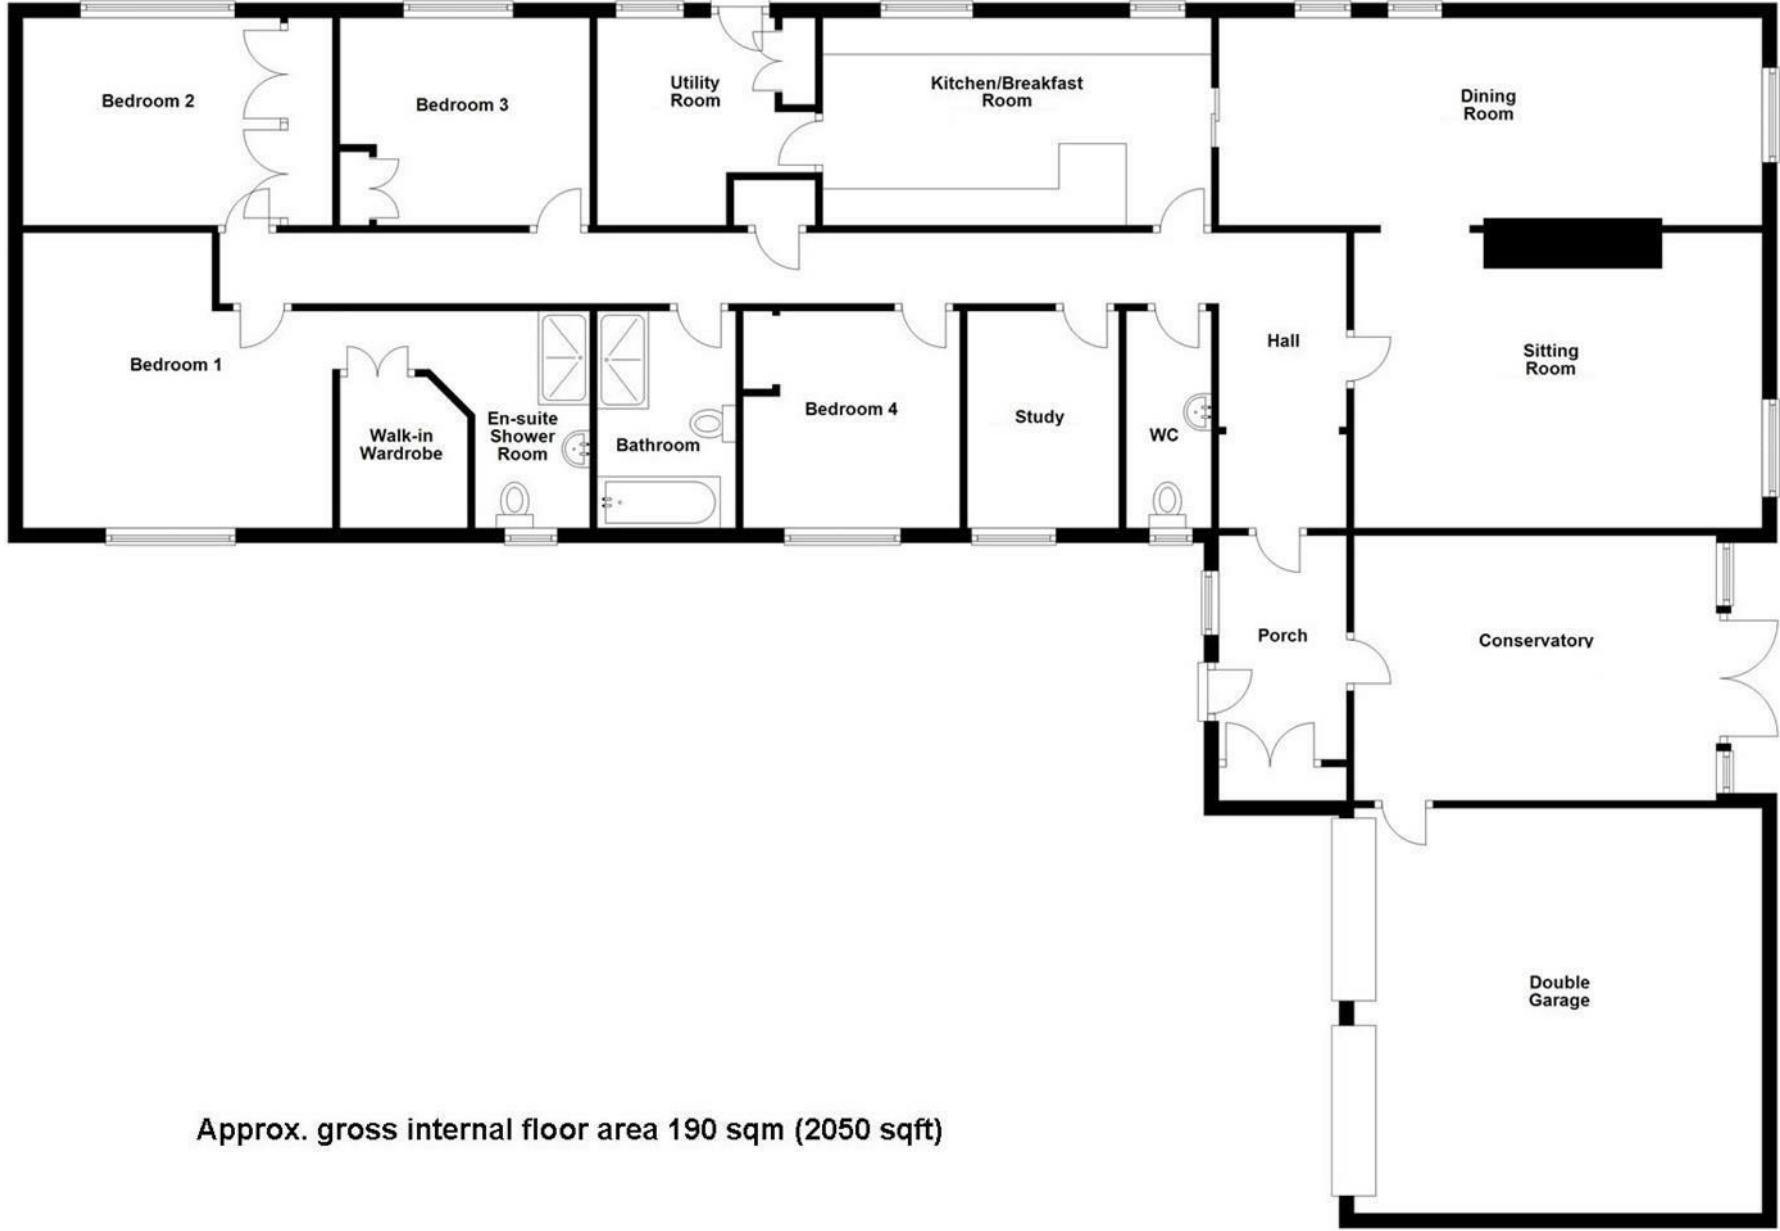 Bedroom 2
Bedroom 3
Utility
Room
Kitchen/Breakfast
Room
Dining
Room
Bedroom 1
Walk-in
Wardrobe
En-suite
Shower
Room
Bathroom
Bedroom 4
Study
WC
Hall
Sitting
Room
Porch
Conservatory
Double
Garage
Approx. gross internal floor area 190 sqm (2050 sqft)